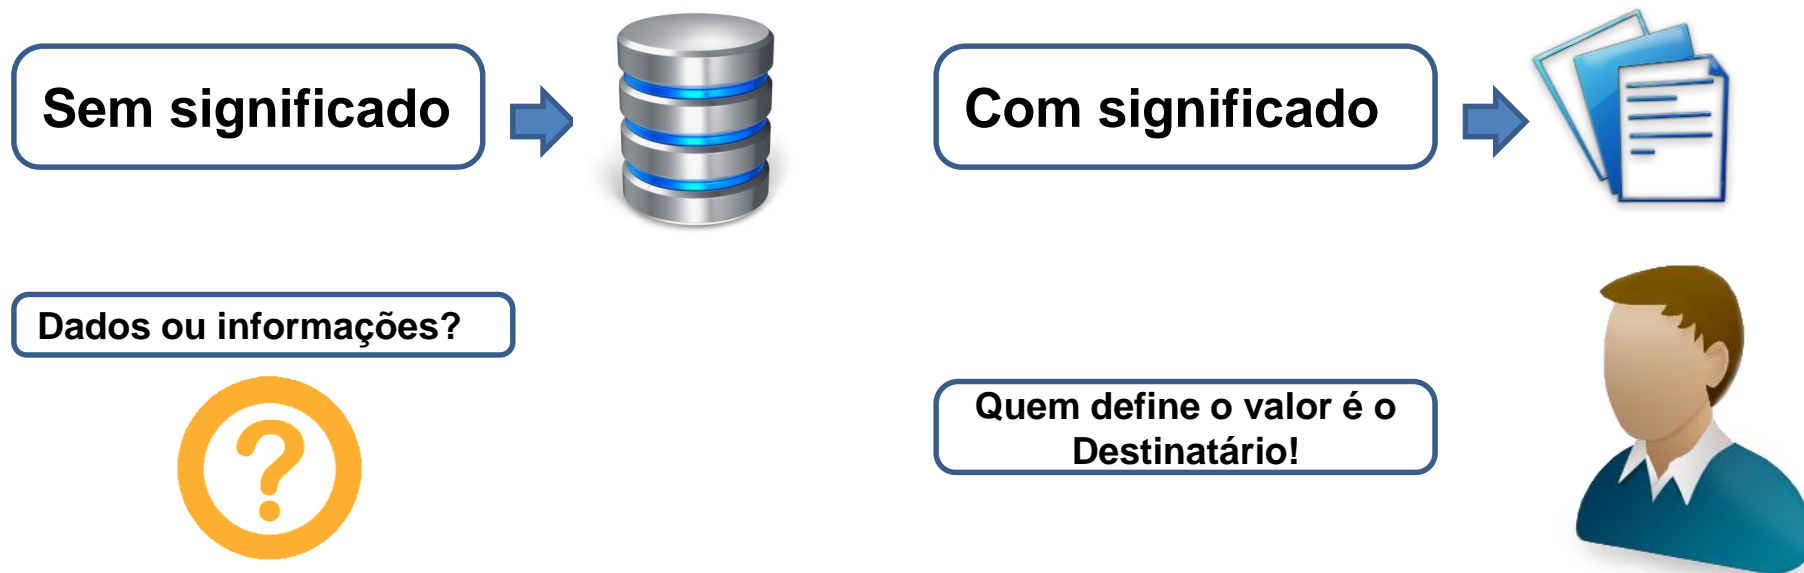 Sem significado
Com significado
Dados ou informações?
Quem define o valor é o
Destinatário!